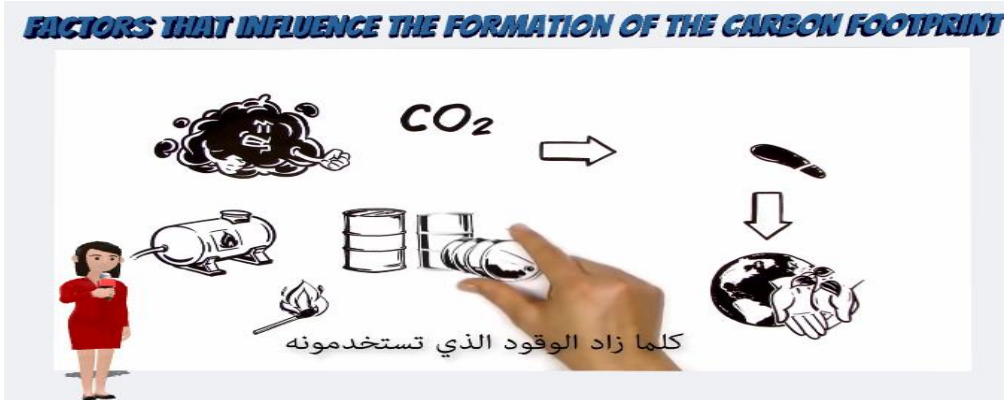 FACTORS THAT INFLUENCE THE FORMATION OF THE CARBON FOOTPRINT
CO₂
كلما زاد الوقود الذي تستخدمونه